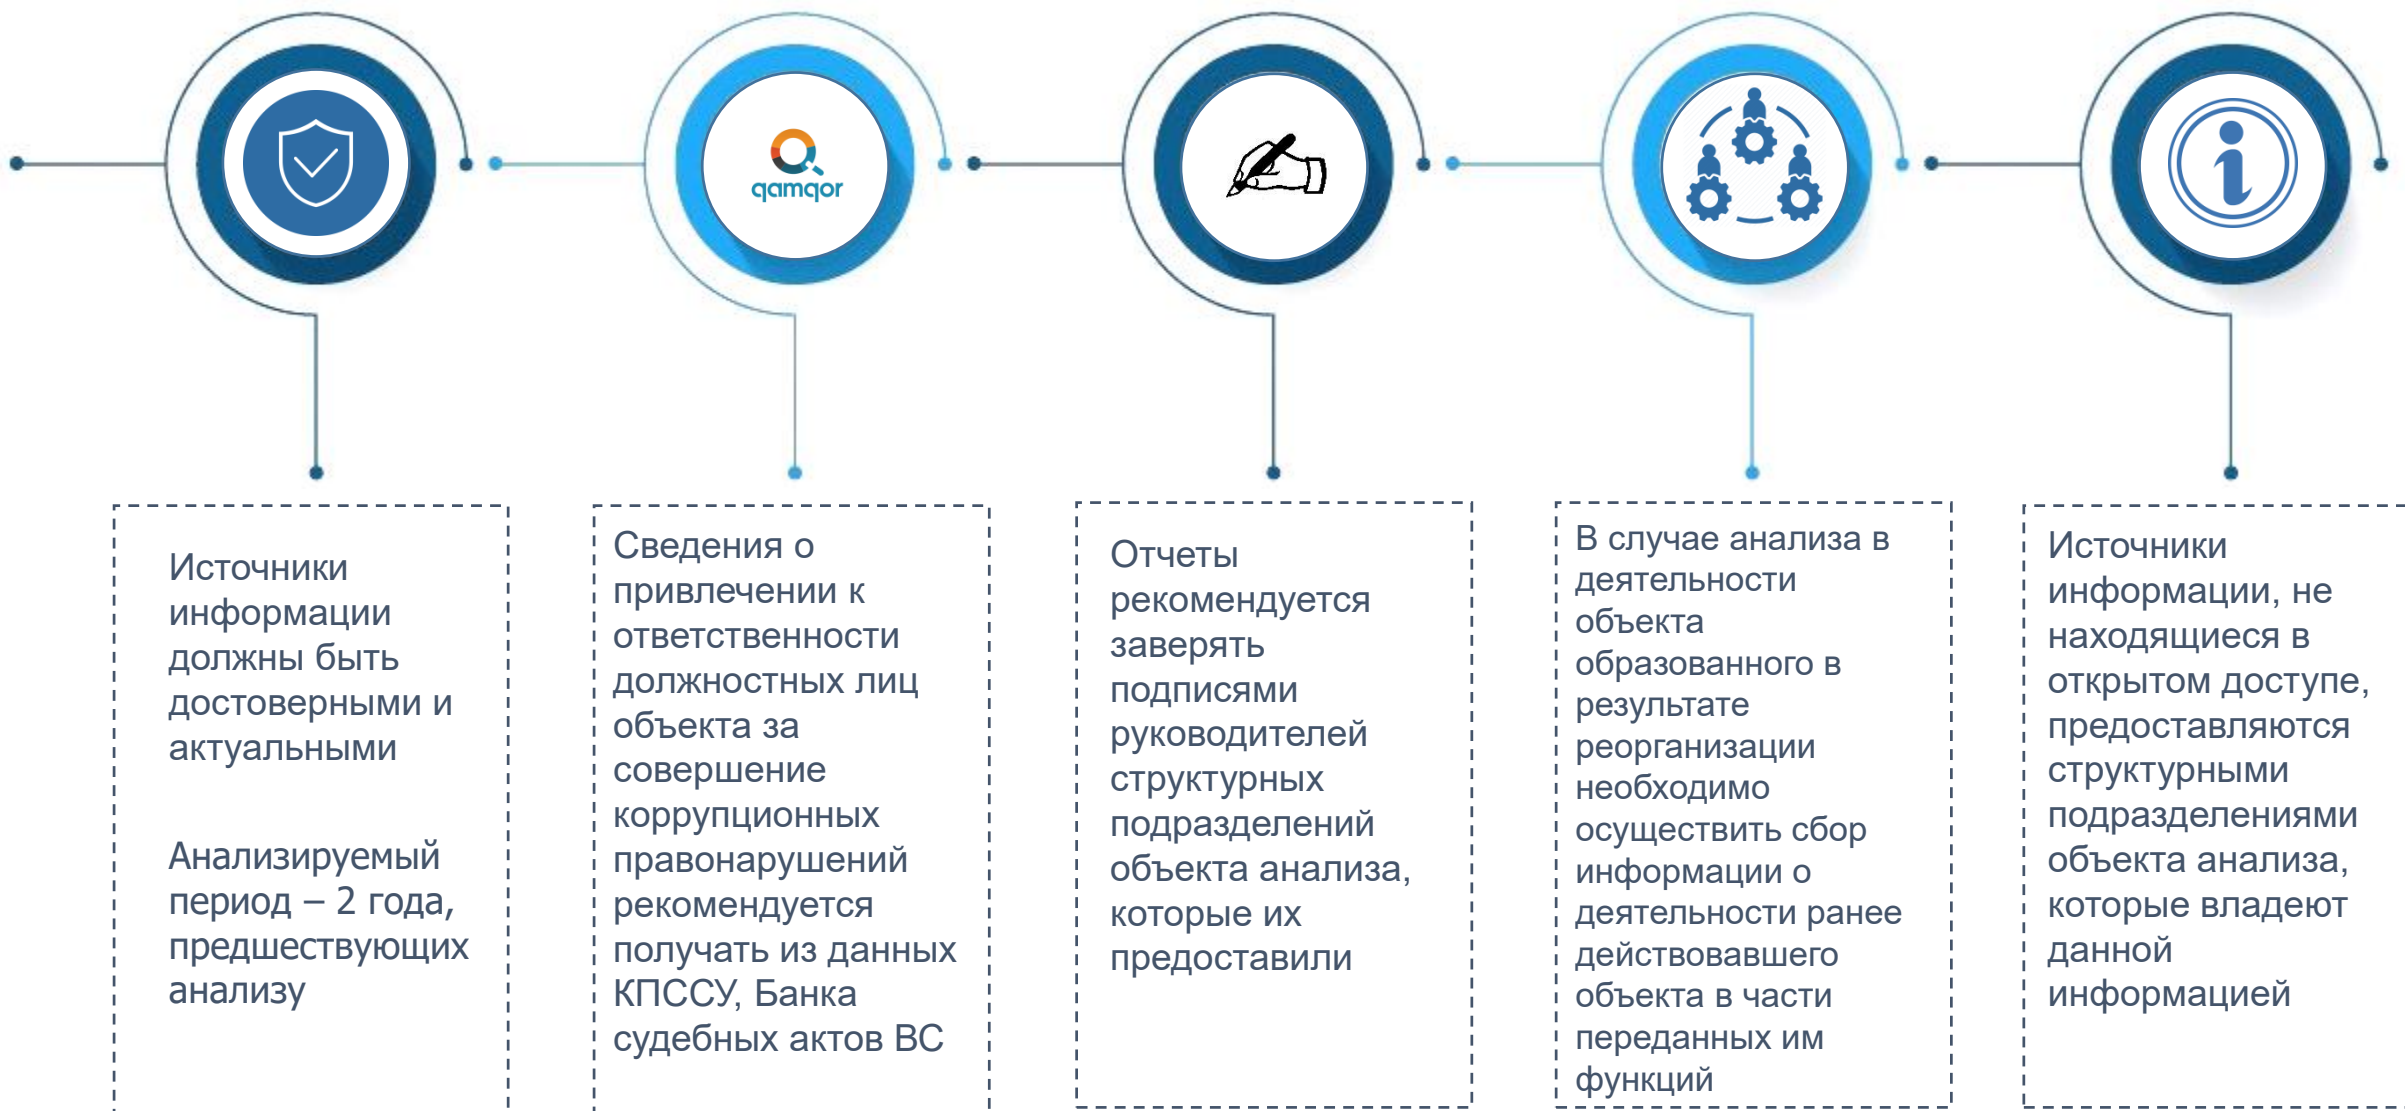 qamqor
Источники
информации
должны быть
достоверными и
актуальными
Анализируемый
период – 2 года,
предшествующих
анализу
Сведения о
привлечении к
ответственности
должностных лиц
объекта за
совершение
коррупционных
правонарушений
рекомендуется
получать из данных
КПССУ, Банка
судебных актов ВС
Отчеты
рекомендуется
заверять
подписями
руководителей
структурных
подразделений
объекта анализа,
которые их
предоставили
В случае анализа в
деятельности
объекта
образованного в
результате
реорганизации
необходимо
осуществить сбор
информации о
деятельности ранее
действовавшего
объекта в части
переданных им
функций
Источники
информации, не
находящиеся в
открытом доступе,
предоставляются
структурными
подразделениями
объекта анализа,
которые владеют
данной
информацией